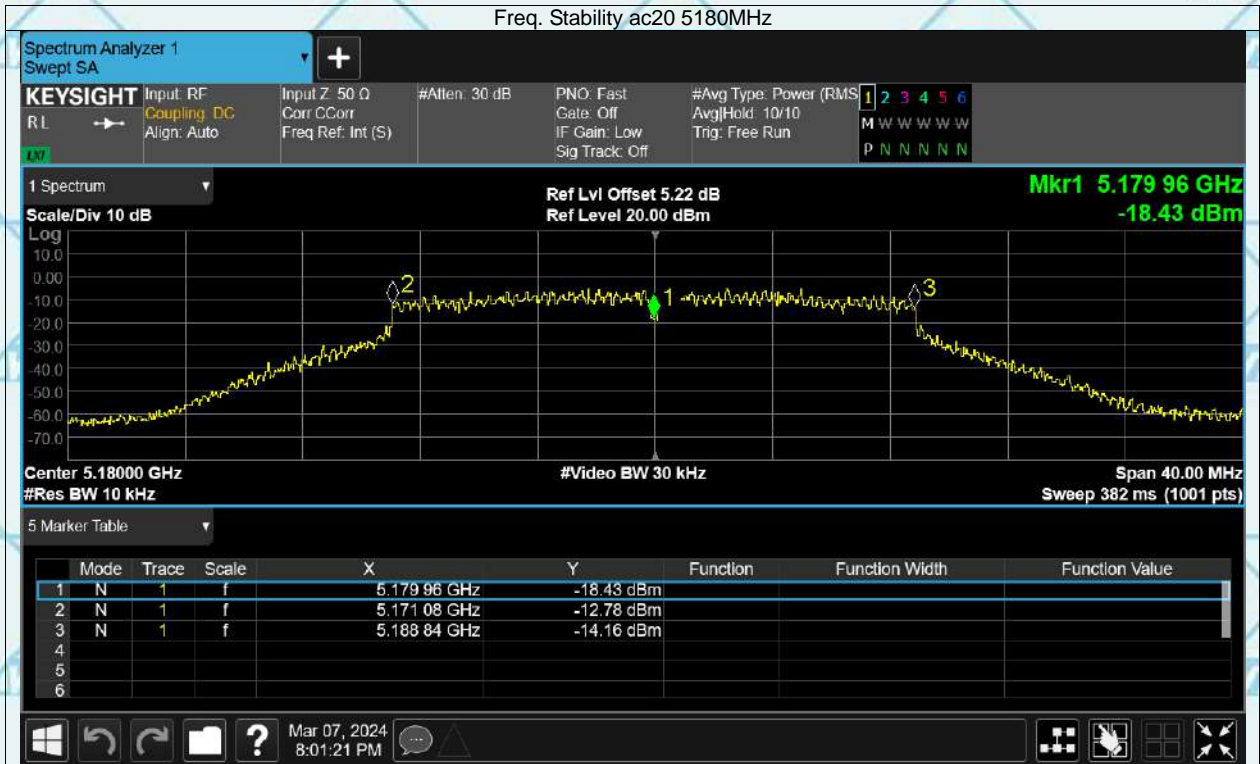 Freq. Stability ac20 5180MHz
Spectrum Analyzer 1
Swept SA
+
KEYSIGHT
RL
LXI
Input: RF
Coupling: DC
Align: Auto
Input Z: 50 Ω
Corr CCorr
Freq Ref: Int (S)
#Atten: 30 dB
PNO: Fast
Gate: Off
IF Gain: Low
Sig Track: Off
#Avg Type: Power (RMS
Avg|Hold: 10/10
Trig: Free Run
1 2 3 4 5 6
M W W W W W
P N N N N N
1 Spectrum
Scale/Div 10 dB
Ref Lvl Offset 5.22 dB
Ref Level 20.00 dBm
Mkr1 5.179 96 GHz
-18.43 dBm
Log
10.0
0.00
-10.0
-20.0
-30.0
-40.0
-50.0
-60.0
-70.0
2
1
3
Center 5.18000 GHz
#Video BW 30 kHz
Span 40.00 MHz
#Res BW 10 kHz
Sweep 382 ms (1001 pts)
5 Marker Table
Mode Trace Scale X Y Function Function Width Function Value
1 N 1 f 5.179 96 GHz -18.43 dBm
2 N 1 f 5.171 08 GHz -12.78 dBm
3 N 1 f 5.188 84 GHz -14.16 dBm
4
5
6
?
Mar 07, 2024
8:01:21 PM